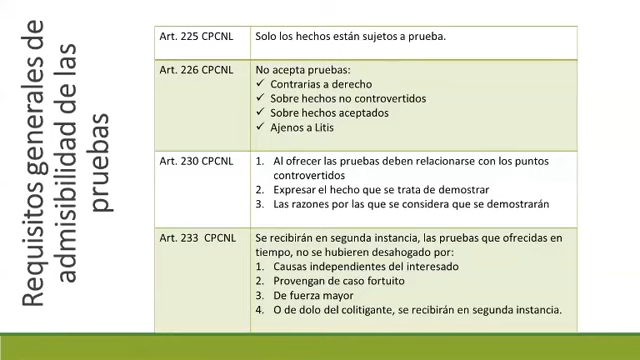 Requisitos generales de
admisibilidad de las
pruebas
Art. 225 CPCNL
Solo los hechos están sujetos a prueba.
Art. 226 CPCNL
No acepta pruebas:
✓ Contrarias a derecho
✓ Sobre hechos no controvertidos
✓ Sobre hechos aceptados
✓ Ajenos a Litis
Art. 230 CPCNL
1. Al ofrecer las pruebas deben relacionarse con los puntos
controvertidos
2. Expresar el hecho que se trata de demostrar
3. Las razones por las que se considera que se demostrarán
Art. 233 CPCNL
Se recibirán en segunda instancia, las pruebas que ofrecidas en
tiempo, no se hubieren desahogado por:
1. Causas independientes del interesado
2. Provengan de caso fortuito
3. De fuerza mayor
4. O de dolo del colitigante, se recibirán en segunda instancia.